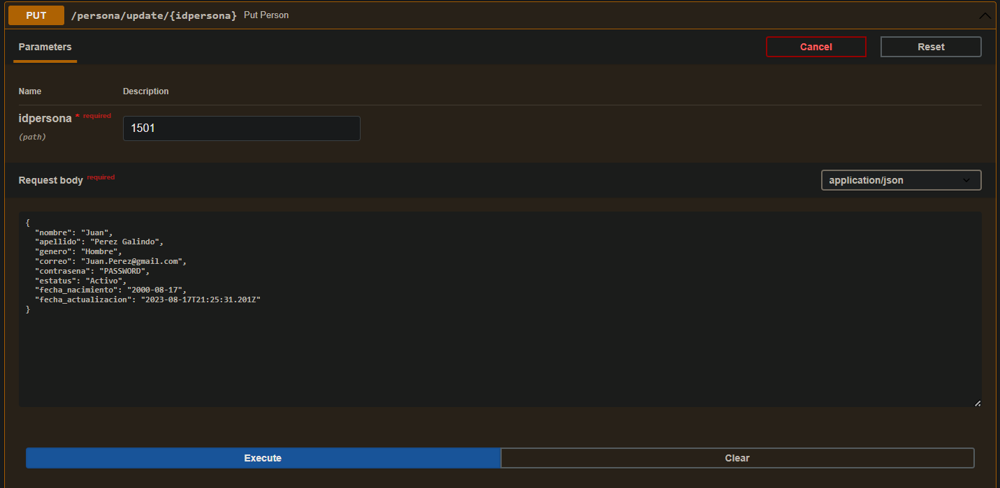 PUT /persona/update/{idpersona} Put Person
Parameters Cancel Reset
Name Description
idpersona * required
1501
(path)
Request body required application/json
{
"nombre": "Juan",
"apellido": "Perez Galindo",
"genero": "Hombre",
"correo": "Juan.Perez@gmail.com",
"contrasena": "PASSWORD",
"estatus": "Activo",
"fecha_nacimiento": "2000-08-17",
"fecha_actualizacion": "2023-08-17T21:25:31.201Z"
}
Execute Clear